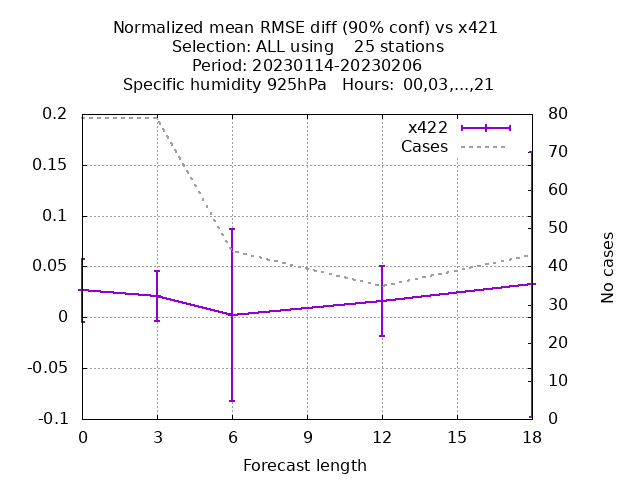 Normalized mean RMSE diff (90% conf) vs x421
Selection: ALL using    25 stations
Period: 20230114-20230206
Specific humidity 925hPa   Hours: 00,03,...,21
x422
Cases
0.2
0.15
0.1
0.05
0
-0.05
-0.1
80
70
60
50
40
30
20
10
0
No cases
0 3 6 9 12 15 18
Forecast length